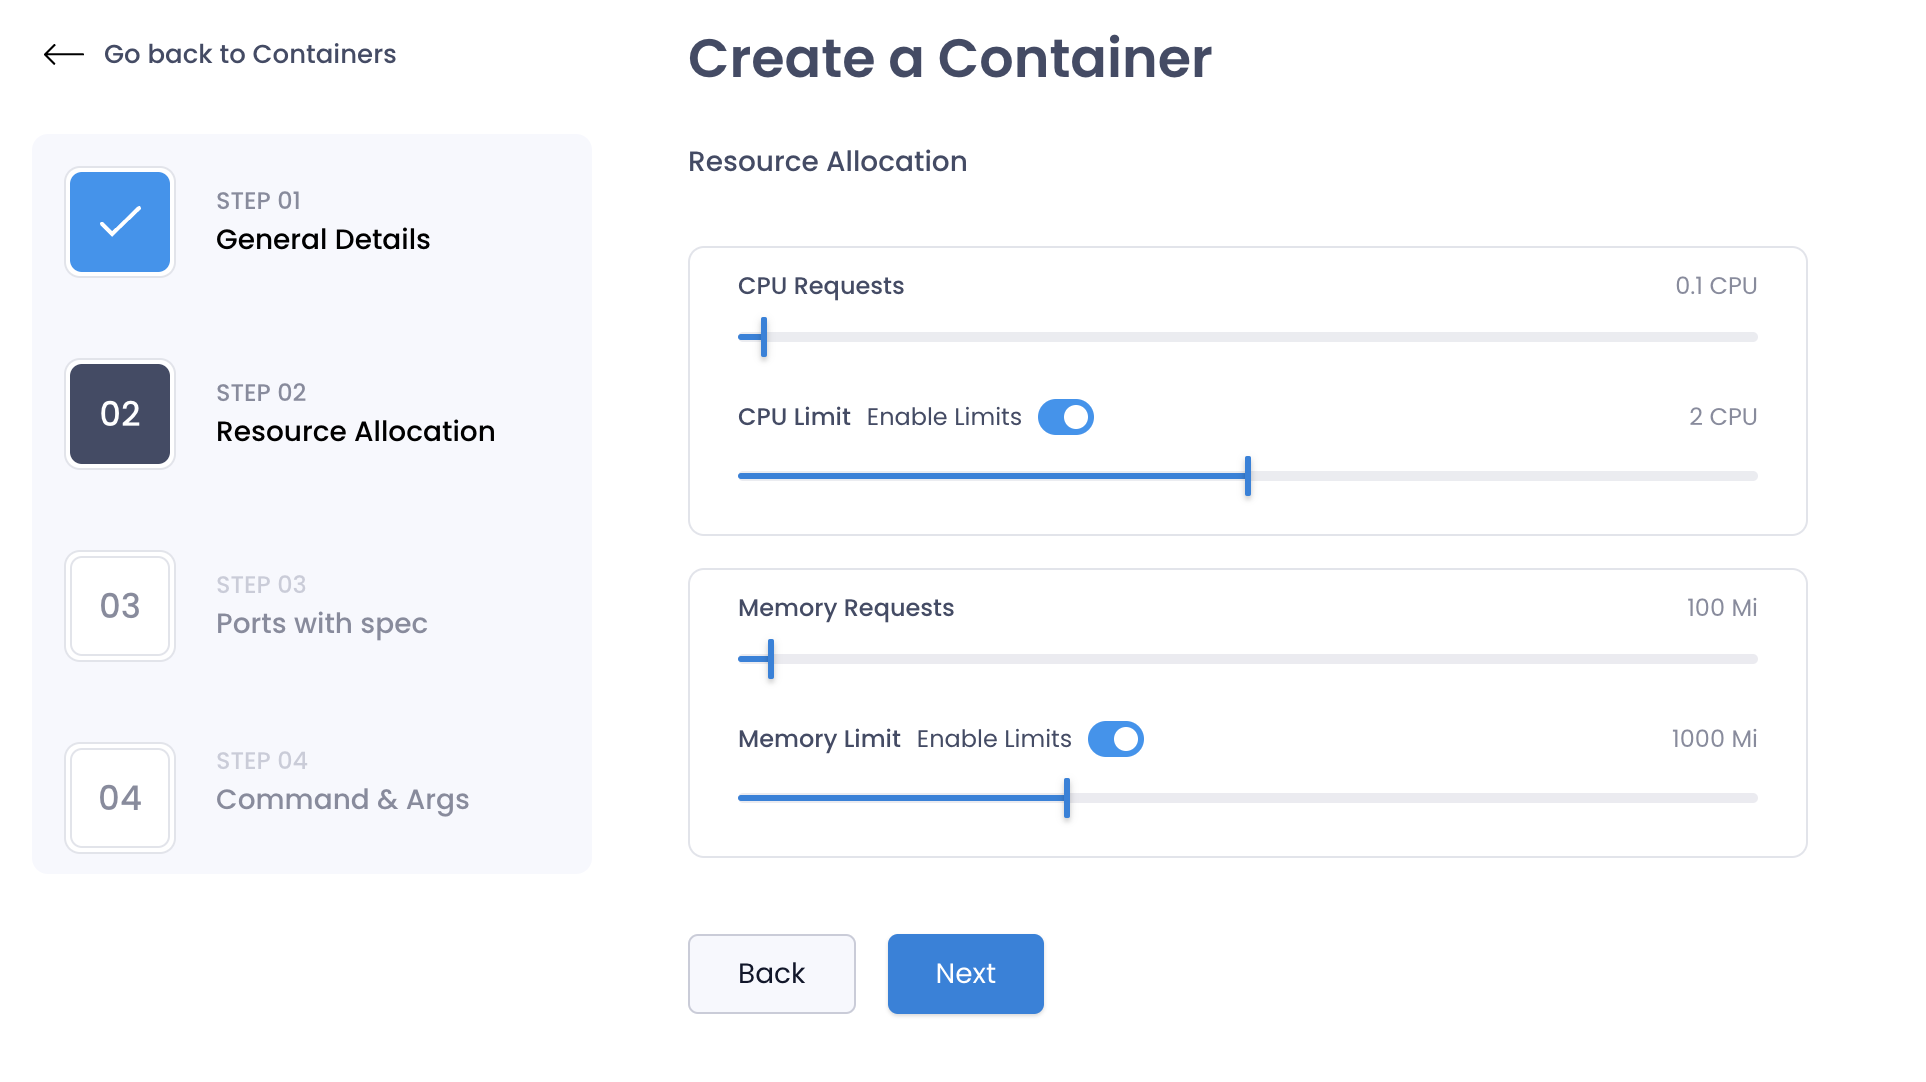 Go back to Containers
Create a Container
STEP 01
General Details
02
STEP 02
Resource Allocation
03
STEP 03
Ports with spec
04
STEP 04
Command & Args
Resource Allocation
CPU Requests 0.1 CPU
CPU Limit Enable Limits 2 CPU
Memory Requests 100 Mi
Memory Limit Enable Limits 1000 Mi
Back Next